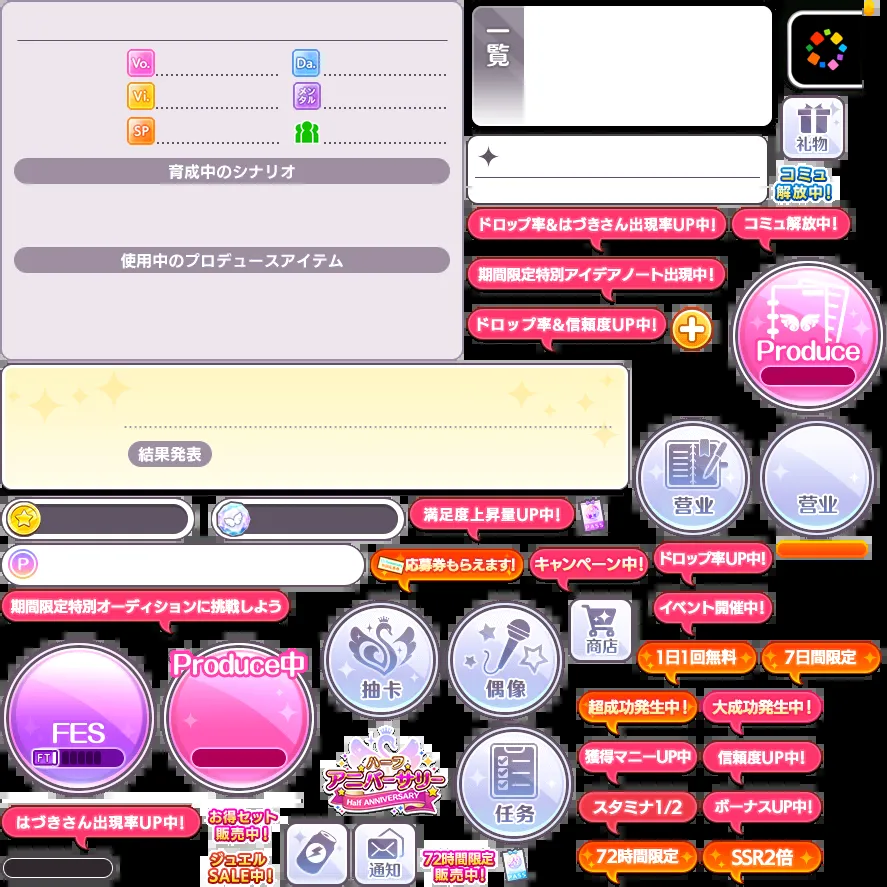 Vo.
Da.
Vi.
メンタル
SP
育成中のシナリオ
使用中のプロデュースアイテム
一覧
礼物
コミュ
解放中!
ドロップ率&はづきさん出現率UP中!
コミュ解放中!
期間限定特別アイデアノート出現中!
ドロップ率&信頼度UP中!
Produce
結果発表
营业
营业
満足度上昇量UP中!
PASS
P
応募券もらえます!
キャンペーン中!
ドロップ率UP中!
期間限定特別オーディションに挑戦しよう
イベント開催中!
Produce中
FES
FT
抽卡
偶像
商店
1日1回無料
7日間限定
超成功発生中!
大成功発生中!
ハーフ
アニバーサリー
Half ANNIVERSARY
任务
獲得マニーUP中
信頼度UP中!
スタミナ1/2
ボーナスUP中!
はづきさん出現率UP中!
お得セット
販売中!
ジュエル
SALE中!
通知
72時間限定
販売中!
PASS
72時間限定
SSR2倍